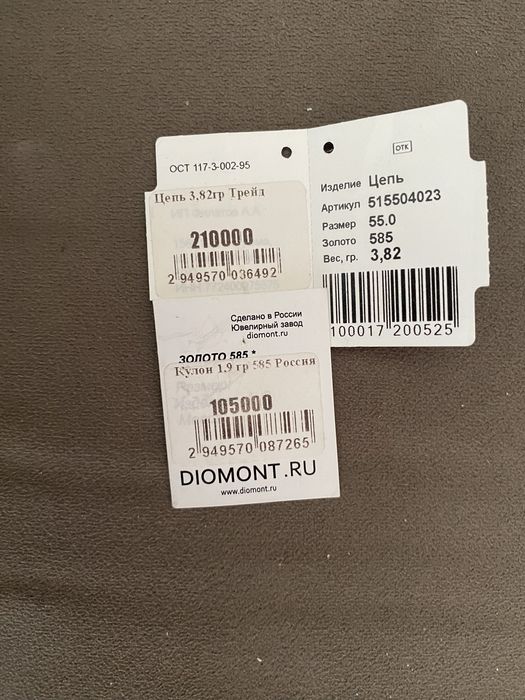 ОСТ 117-3-002-95
Цепь 3,82гр Трейд
210000
2 949570 036492
Сделано в России
Ювелирный завод
diomont.ru
ЗОЛОТО 585 *
Кулон 1.9 гр 585 Россия
105000
2 949570 087265
DIOMONT.RU
www.diomont.ru
ОТК
Изделие Цепь
Артикул 515504023
Размер 55.0
Золото 585
Вес, гр. 3,82
100017 200525